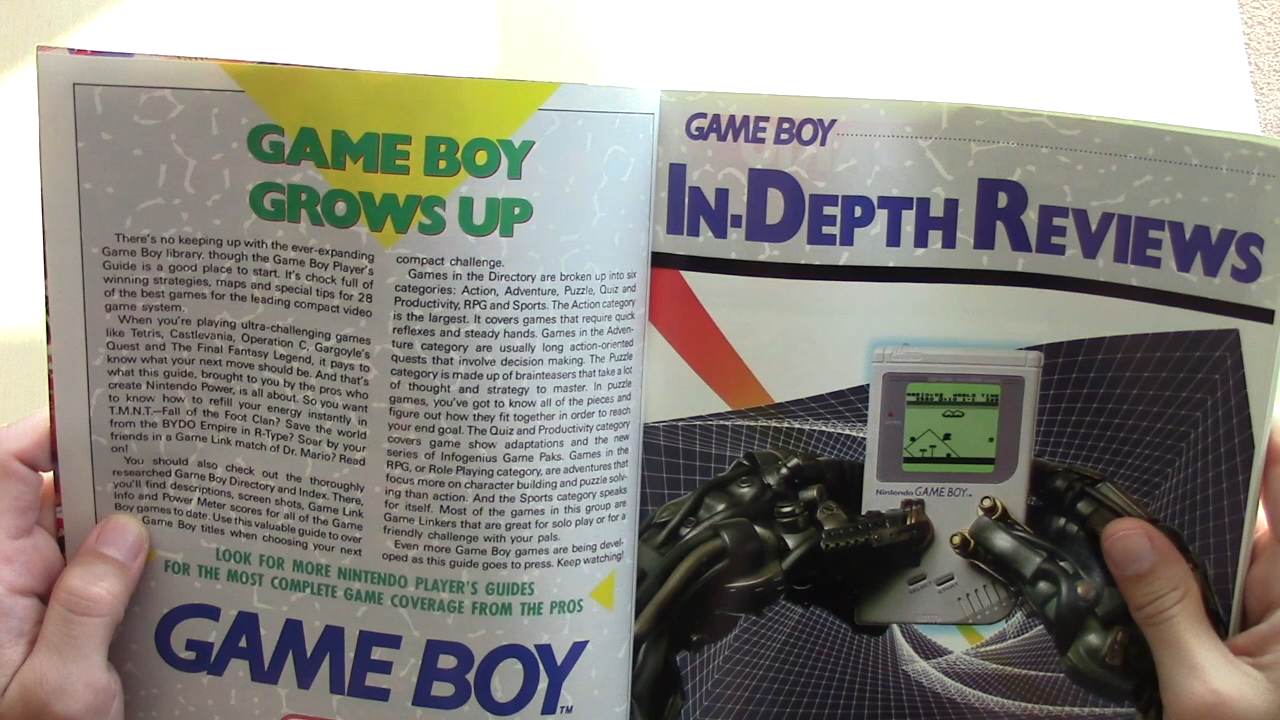 GAME BOY
GROWS UP
There's no keeping up with the ever-expanding
Game Boy library, though the Game Boy Player's
Guide is a good place to start. It's chock full of
winning strategies, maps and special tips for 28
of the best games for the leading compact video
game system.
When you're playing ultra-challenging games
like Tetris, Castlevania, Operation C, Gargoyle's
Quest and The Final Fantasy Legend, it pays to
know what your next move should be. And that's
what this guide, brought to you by the pros who
create Nintendo Power, is all about. So you want
to know how to refill your energy instantly in
T.M.N.T.—Fall of the Foot Clan? Save the world
from the BYDO Empire in R-Type? Soar by your
friends in a Game Link match of Dr. Mario? Read
on!
You should also check out the thoroughly
researched Game Boy Directory and Index. There,
you'll find descriptions, screen shots, Game Link
Info and Power Meter scores for all of the Game
Boy games to date. Use this valuable guide to over
Game Boy titles when choosing your next
compact challenge.
Games in the Directory are broken up into six
categories: Action, Adventure, Puzzle, Quiz and
Productivity, RPG and Sports. The Action category
is the largest. It covers games that require quick
reflexes and steady hands. Games in the Adven-
ture category are usually long action-oriented
quests that involve decision making. The Puzzle
category is made up of brainteasers that take a lot
of thought and strategy to master. In puzzle
games, you've got to know all of the pieces and
figure out how they fit together in order to reach
your end goal. The Quiz and Productivity category
covers game show adaptations and the new
series of Infogenius Game Paks. Games in the
RPG, or Role Playing category, are adventures that
focus more on character building and puzzle solv-
ing than action. And the Sports category speaks
for itself. Most of the games in this group are
Game Linkers that are great for solo play or for a
friendly challenge with your pals.
Even more Game Boy games are being devel-
oped as this guide goes to press. Keep watching!
LOOK FOR MORE NINTENDO PLAYER'S GUIDES
FOR THE MOST COMPLETE GAME COVERAGE FROM THE PROS
GAME BOY™
GAME BOY
IN-DEPTH REVIEWS
WORLD TIME
Nintendo GAME BOY™